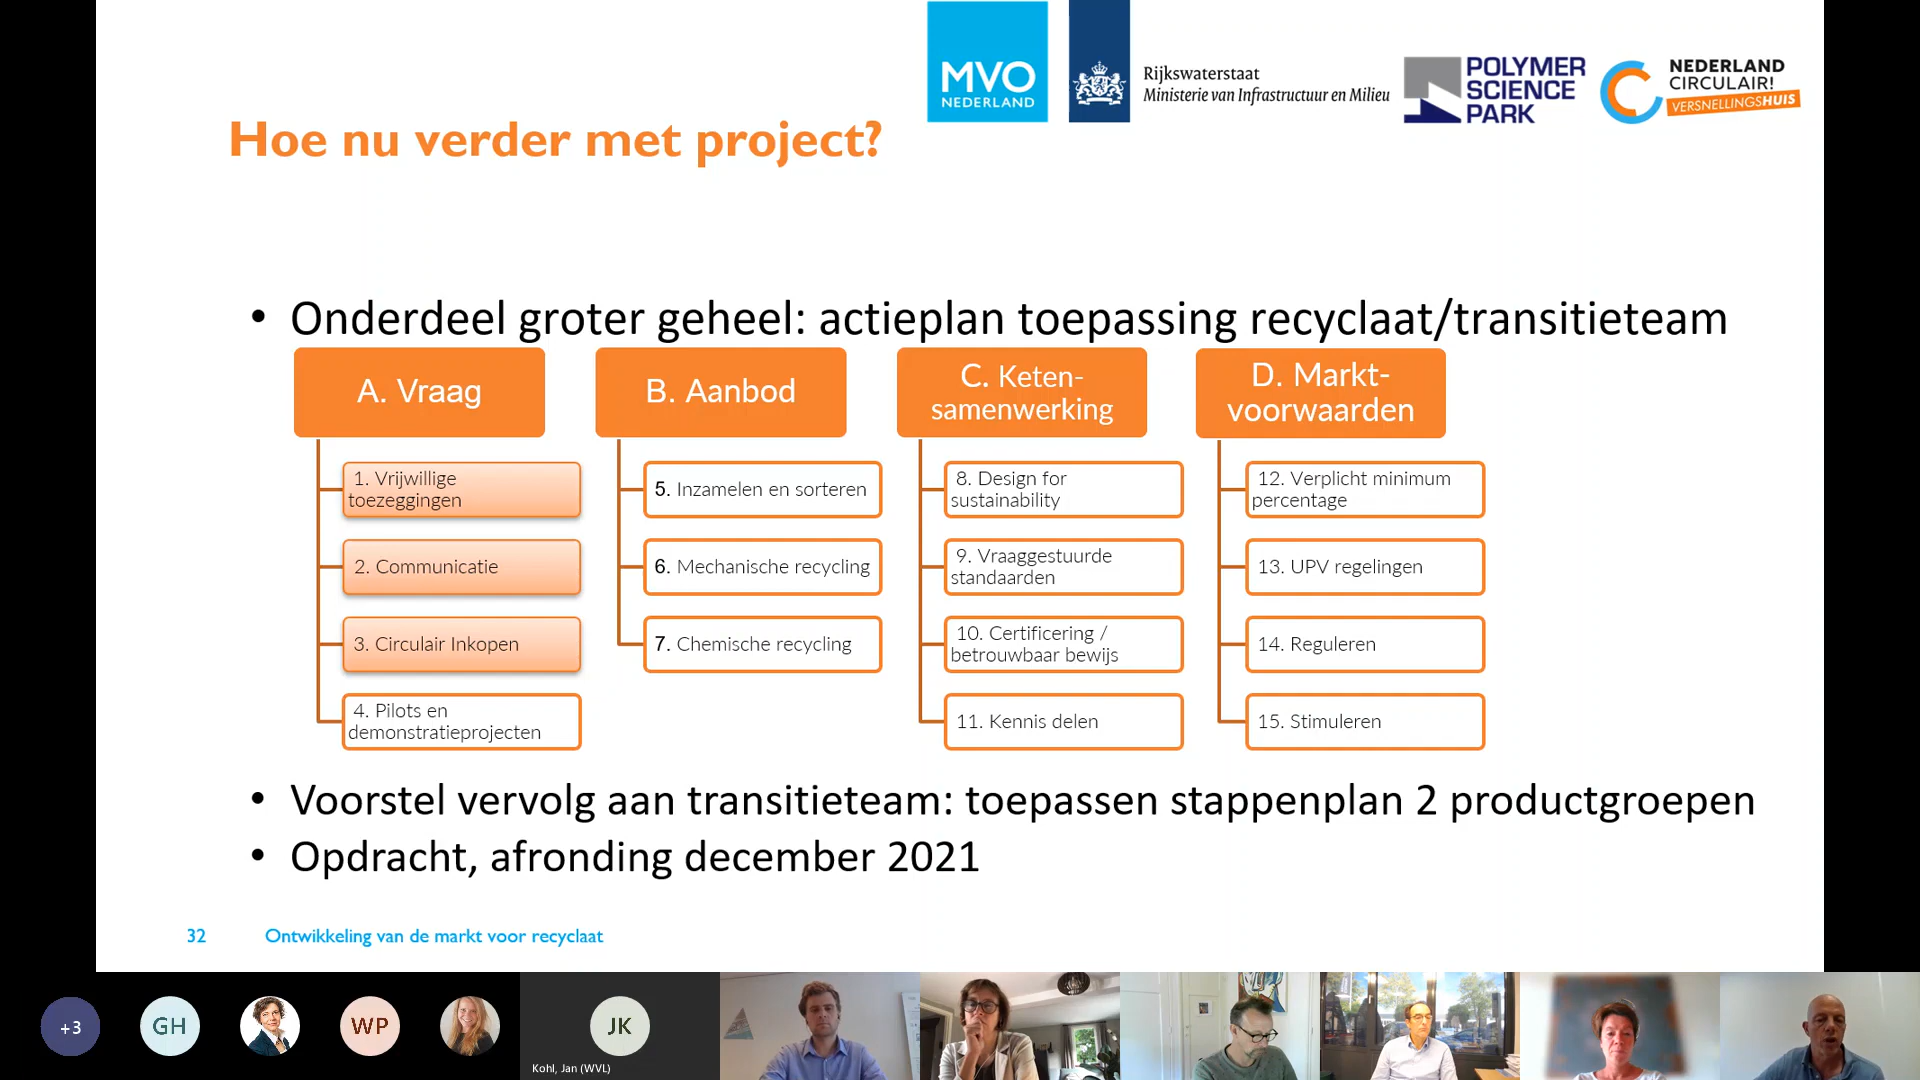 MVO
NEDERLAND
Rijkswaterstaat
Ministerie van Infrastructuur en Milieu
POLYMER
SCIENCE
PARK
NEDERLAND
CIRCULAIR!
VERSNELLINGSHUIS
Hoe nu verder met project?
• Onderdeel groter geheel: actieplan toepassing recyclaat/transitieteam
A. Vraag
1. Vrijwillige
toezeggingen
2. Communicatie
3. Circulair Inkopen
4. Pilots en
demonstratieprojecten
B. Aanbod
5. Inzamelen en sorteren
6. Mechanische recycling
7. Chemische recycling
C. Keten-
samenwerking
8. Design for
sustainability
9. Vraaggestuurde
standaarden
10. Certificering /
betrouwbaar bewijs
11. Kennis delen
D. Markt-
voorwaarden
12. Verplicht minimum
percentage
13. UPV regelingen
14. Reguleren
15. Stimuleren
• Voorstel vervolg aan transitieteam: toepassen stappenplan 2 productgroepen
• Opdracht, afronding december 2021
32 Ontwikkeling van de markt voor recyclaat
+3
GH
WP
JK
Kohl, Jan (WVL)